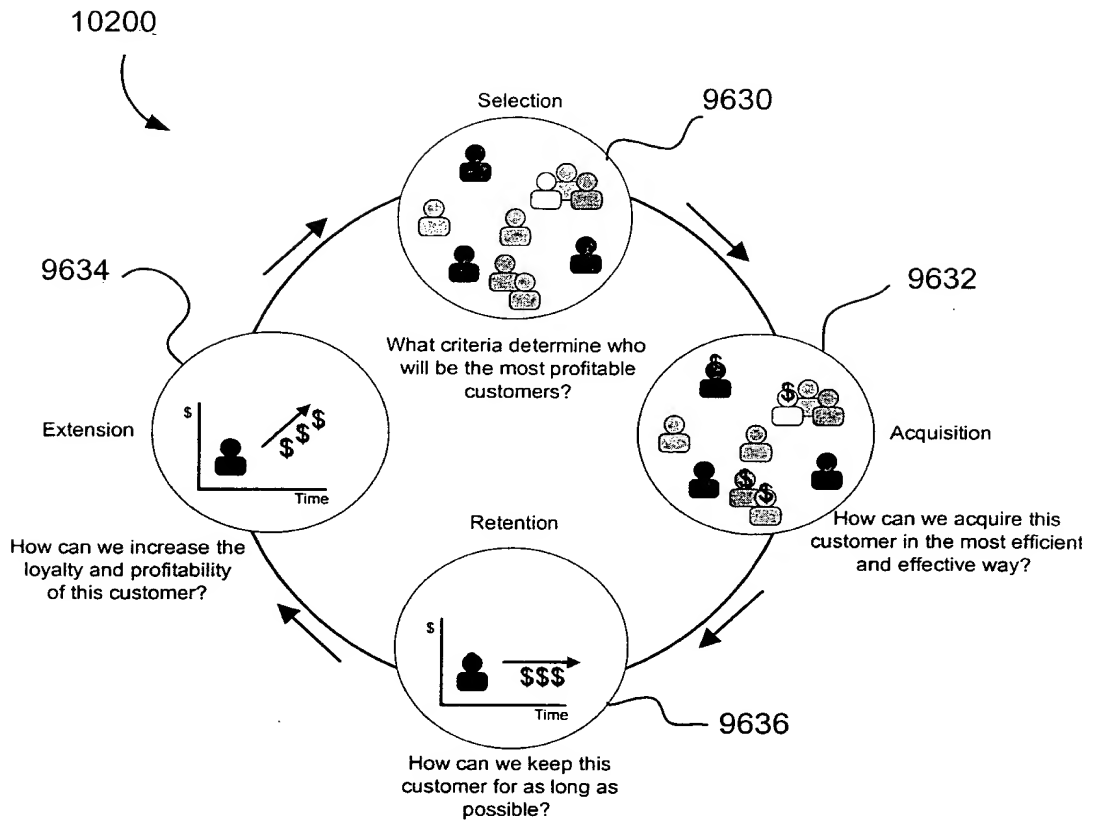 10200
Selection
9630
9634
9632
What criteria determine who
will be the most profitable
customers?
$
$
$
$
$
Extension
$
$ $ $
Time
Acquisition
How can we increase the
loyalty and profitability
of this customer?
Retention
How can we acquire this
customer in the most efficient
and effective way?
$
$$$
Time
9636
How can we keep this
customer for as long as
possible?